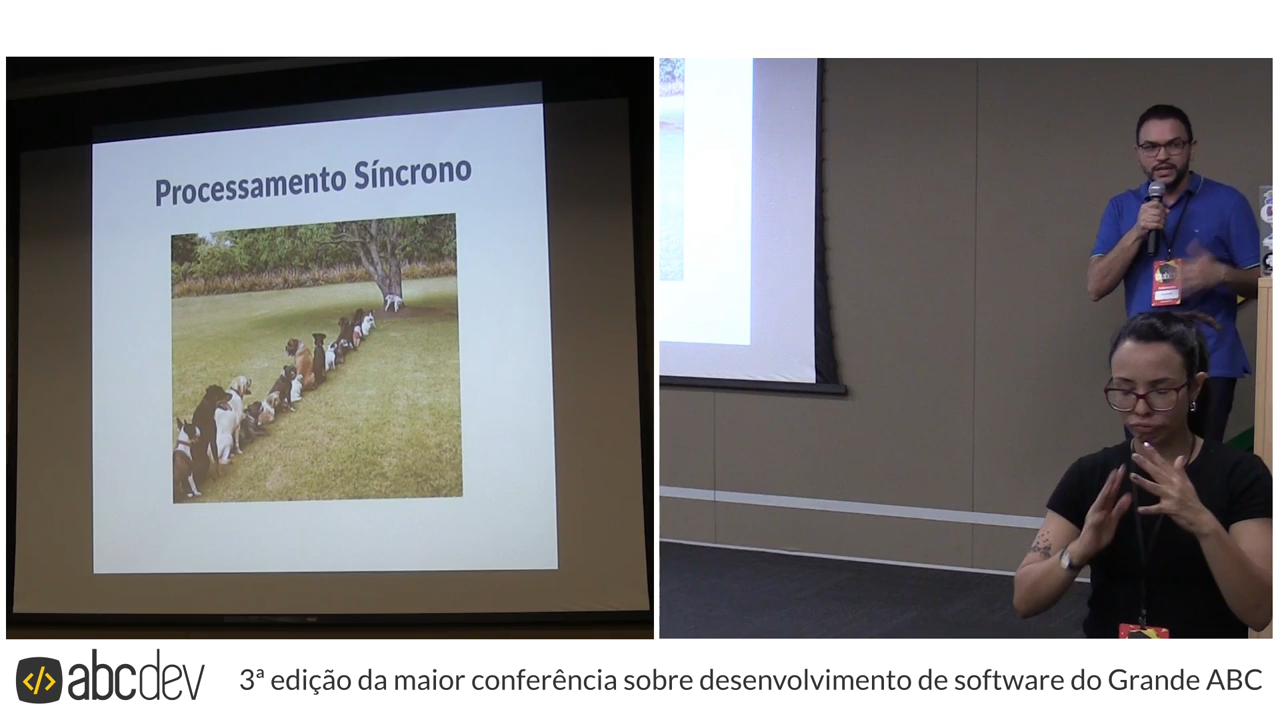 Processamento Síncrono
</> abcdev
3ª edição da maior conferência sobre desenvolvimento de software do Grande ABC